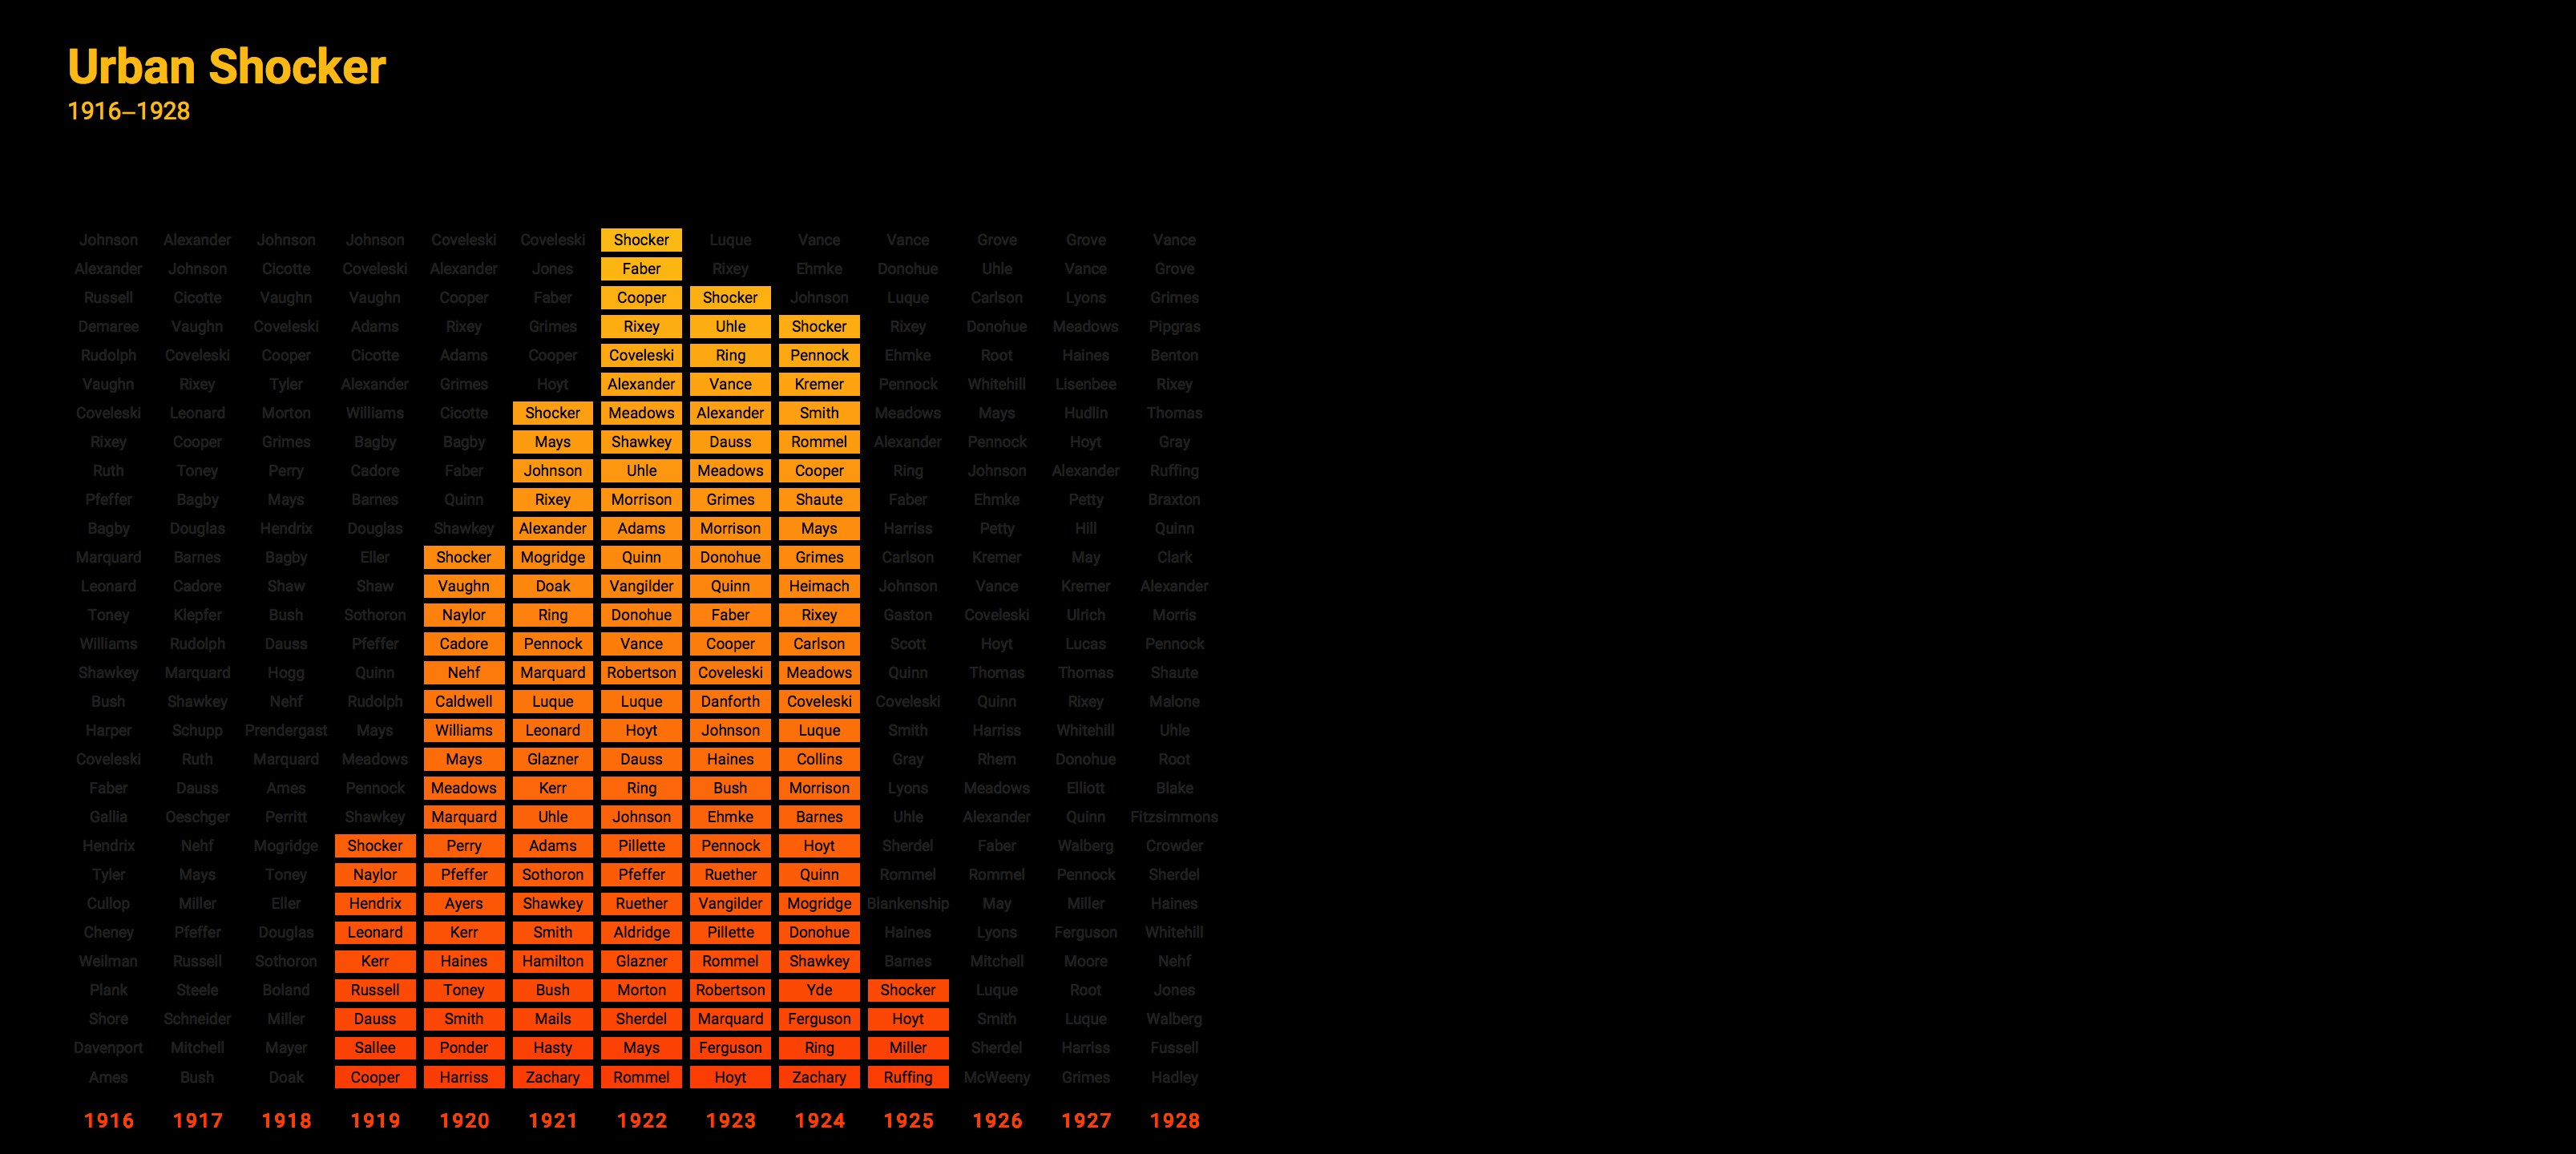 Urban Shocker
1916–1928
Johnson Alexander Johnson Johnson Coveleski Coveleski Shocker Luque Vance Vance Grove Grove Vance
Alexander Johnson Cicotte Coveleski Alexander Jones Faber Rixey Ehmke Donohue Uhle Vance Grove
Russell Cicotte Vaughn Vaughn Cooper Faber Cooper Shocker Johnson Luque Carlson Lyons Grimes
Demaree Vaughn Coveleski Adams Rixey Grimes Rixey Uhle Shocker Rixey Donohue Meadows Pipgras
Rudolph Coveleski Cooper Cicotte Adams Cooper Coveleski Ring Pennock Ehmke Root Haines Benton
Vaughn Rixey Tyler Alexander Grimes Hoyt Alexander Vance Kremer Pennock Whitehill Lisenbee Rixey
Coveleski Leonard Morton Williams Cicotte Shocker Meadows Alexander Smith Meadows Mays Hudlin Thomas
Rixey Cooper Grimes Bagby Bagby Mays Shawkey Dauss Rommel Alexander Pennock Hoyt Gray
Ruth Toney Perry Cadore Faber Johnson Uhle Meadows Cooper Ring Johnson Alexander Ruffing
Pfeffer Bagby Mays Barnes Quinn Rixey Morrison Grimes Shaute Faber Ehmke Petty Braxton
Bagby Douglas Hendrix Douglas Shawkey Alexander Adams Morrison Mays Harriss Petty Hill Quinn
Marquard Barnes Bagby Eller Shocker Mogridge Quinn Donohue Grimes Carlson Kremer May Clark
Leonard Cadore Shaw Shaw Vaughn Doak Vangilder Quinn Heimach Johnson Vance Kremer Alexander
Toney Klepfer Bush Sothoron Naylor Ring Donohue Faber Rixey Gaston Coveleski Ulrich Morris
Williams Rudolph Dauss Pfeffer Cadore Pennock Vance Cooper Carlson Scott Hoyt Lucas Pennock
Shawkey Marquard Hogg Quinn Nehf Marquard Robertson Coveleski Meadows Quinn Thomas Thomas Shaute
Bush Shawkey Nehf Rudolph Caldwell Luque Luque Danforth Coveleski Coveleski Quinn Rixey Malone
Harper Schupp Prendergast Mays Williams Leonard Hoyt Johnson Luque Smith Harriss Whitehill Uhle
Coveleski Ruth Marquard Meadows Mays Glazner Dauss Haines Collins Gray Rhem Donohue Root
Faber Dauss Ames Pennock Meadows Kerr Ring Bush Morrison Lyons Meadows Elliott Blake
Gallia Oeschger Perritt Shawkey Marquard Uhle Johnson Ehmke Barnes Uhle Alexander Quinn Fitzsimmons
Hendrix Nehf Mogridge Shocker Perry Adams Pillette Pennock Hoyt Sherdel Faber Walberg Crowder
Tyler Mays Toney Naylor Pfeffer Sothoron Pfeffer Ruether Quinn Rommel Rommel Pennock Sherdel
Cullop Miller Eller Hendrix Ayers Shawkey Ruether Vangilder Mogridge Blankenship May Miller Haines
Cheney Pfeffer Douglas Leonard Kerr Smith Aldridge Pillette Donohue Haines Lyons Ferguson Whitehill
Weilman Russell Sothoron Kerr Haines Hamilton Glazner Rommel Shawkey Barnes Mitchell Moore Nehf
Plank Steele Boland Russell Toney Bush Morton Robertson Yde Shocker Luque Root Jones
Shore Schneider Miller Dauss Smith Mails Sherdel Marquard Ferguson Hoyt Smith Luque Walberg
Davenport Mitchell Mayer Sallee Ponder Hasty Mays Ferguson Ring Miller Sherdel Harriss Fussell
Ames Bush Doak Cooper Harriss Zachary Rommel Hoyt Zachary Ruffing McWeeny Grimes Hadley
1916 1917 1918 1919 1920 1921 1922 1923 1924 1925 1926 1927 1928